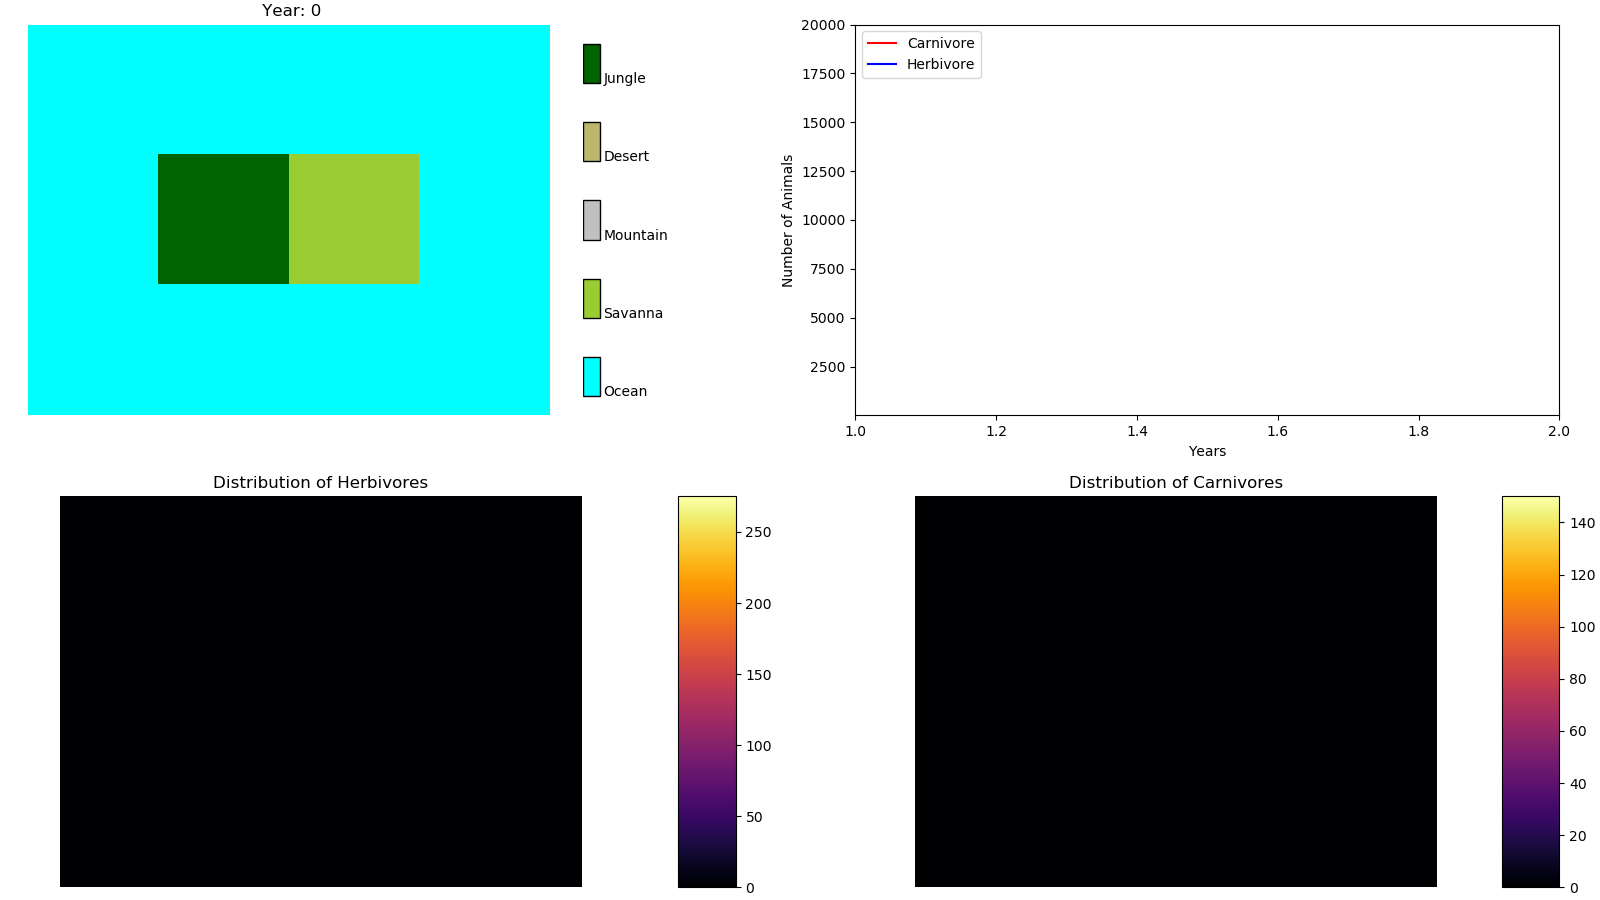 Year: 0
Jungle
Desert
Mountain
Savanna
Ocean
20000
17500
15000
12500
10000
7500
5000
2500
Number of Animals
Carnivore
Herbivore
1.0 1.2 1.4 1.6 1.8 2.0
Years
Distribution of Herbivores
250
200
150
100
50
0
Distribution of Carnivores
140
120
100
80
60
40
20
0